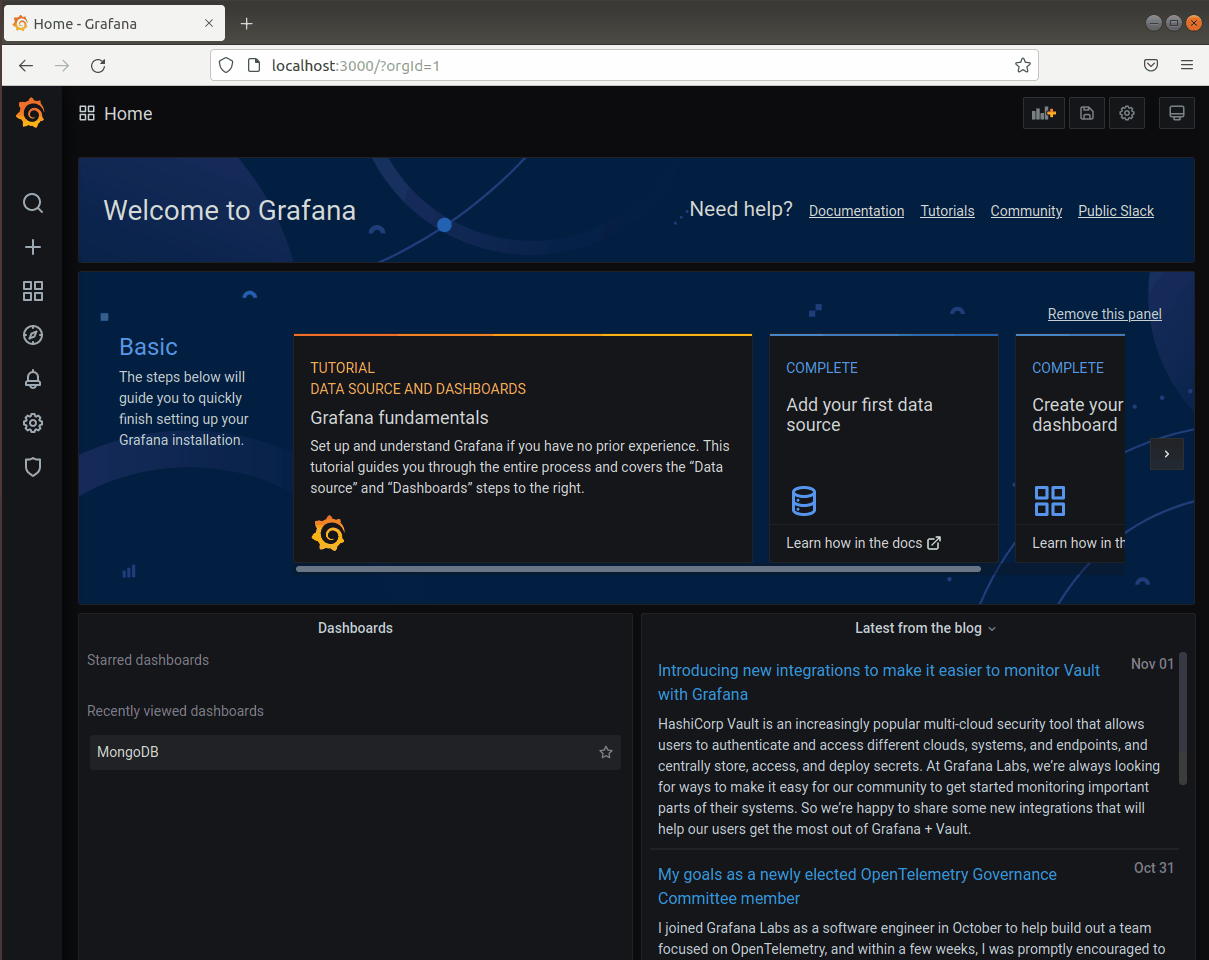 Home - Grafana
localhost:3000/?orgId=1
Home
Welcome to Grafana
Need help? Documentation Tutorials Community Public Slack
Remove this panel
Basic
The steps below will
guide you to quickly
finish setting up your
Grafana installation.
TUTORIAL
DATA SOURCE AND DASHBOARDS
Grafana fundamentals
Set up and understand Grafana if you have no prior experience. This
tutorial guides you through the entire process and covers the “Data
source” and “Dashboards” steps to the right.
COMPLETE
Add your first data
source
Learn how in the docs
COMPLETE
Create your
dashboard
Learn how in th
Dashboards
Starred dashboards
Recently viewed dashboards
MongoDB
Latest from the blog
Introducing new integrations to make it easier to monitor Vault
with Grafana
Nov 01
HashiCorp Vault is an increasingly popular multi-cloud security tool that allows
users to authenticate and access different clouds, systems, and endpoints, and
centrally store, access, and deploy secrets. At Grafana Labs, we’re always looking
for ways to make it easy for our community to get started monitoring important
parts of their systems. So we’re happy to share some new integrations that will
help our users get the most out of Grafana + Vault.
My goals as a newly elected OpenTelemetry Governance
Committee member
Oct 31
I joined Grafana Labs as a software engineer in October to help build out a team
focused on OpenTelemetry, and within a few weeks, I was promptly encouraged to